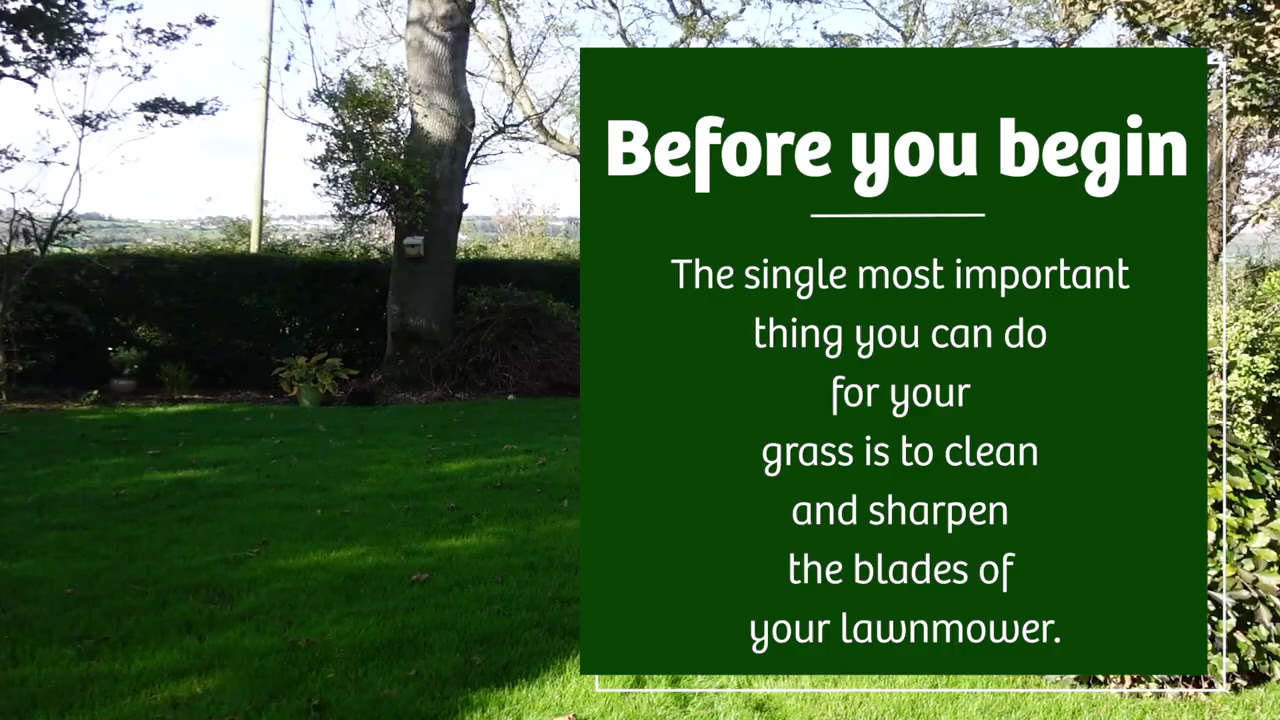 Before you begin
The single most important
thing you can do
for your
grass is to clean
and sharpen
the blades of
your lawnmower.